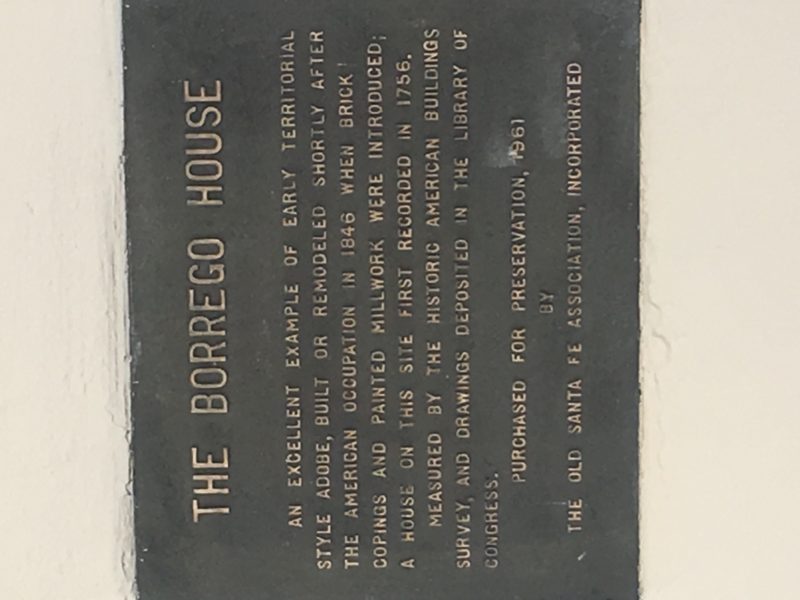 THE BORREGO HOUSE
AN EXCELLENT EXAMPLE OF EARLY TERRITORIAL
STYLE ADOBE, BUILT OR REMODELED SHORTLY AFTER
THE AMERICAN OCCUPATION IN 1846 WHEN BRICK
COPINGS AND PAINTED MILLWORK WERE INTRODUCED;
A HOUSE ON THIS SITE FIRST RECORDED IN 1756.
MEASURED BY THE HISTORIC AMERICAN BUILDINGS
SURVEY, AND DRAWINGS DEPOSITED IN THE LIBRARY OF
CONGRESS.
PURCHASED FOR PRESERVATION, 1961
BY
THE OLD SANTA FE ASSOCIATION, INCORPORATED